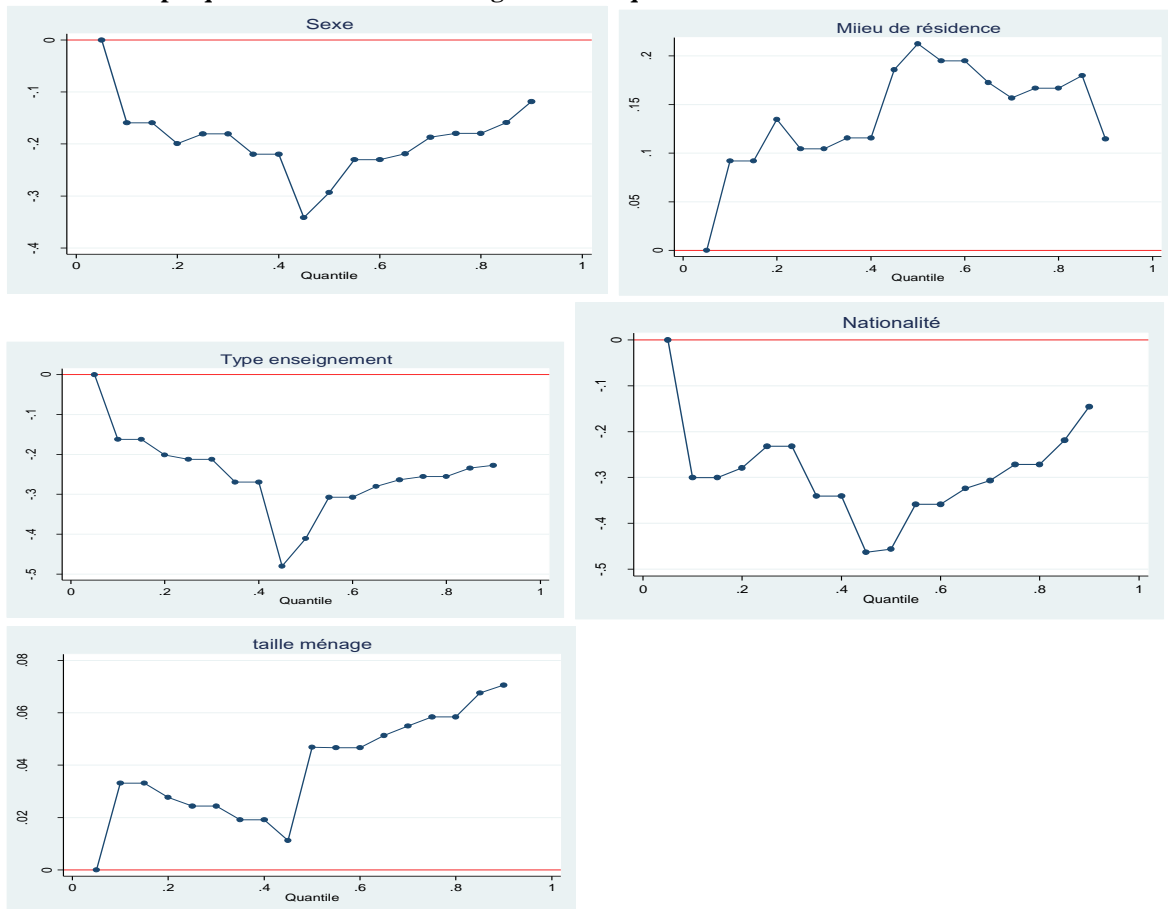 Sexe
0
-.1
-.2
-.3
-.4
0 .2 .4 .6 .8 1
Quantile
Miieu de résidence
.2
.15
.1
.05
0
0 .2 .4 .6 .8 1
Quantile
Type enseignement
0
-.1
-.2
-.3
-.4
-.5
0 .2 .4 .6 .8 1
Quantile
Nationalité
0
-.1
-.2
-.3
-.4
-.5
0 .2 .4 .6 .8 1
Quantile
taille ménage
.08
.06
.04
.02
0
0 .2 .4 .6 .8 1
Quantile